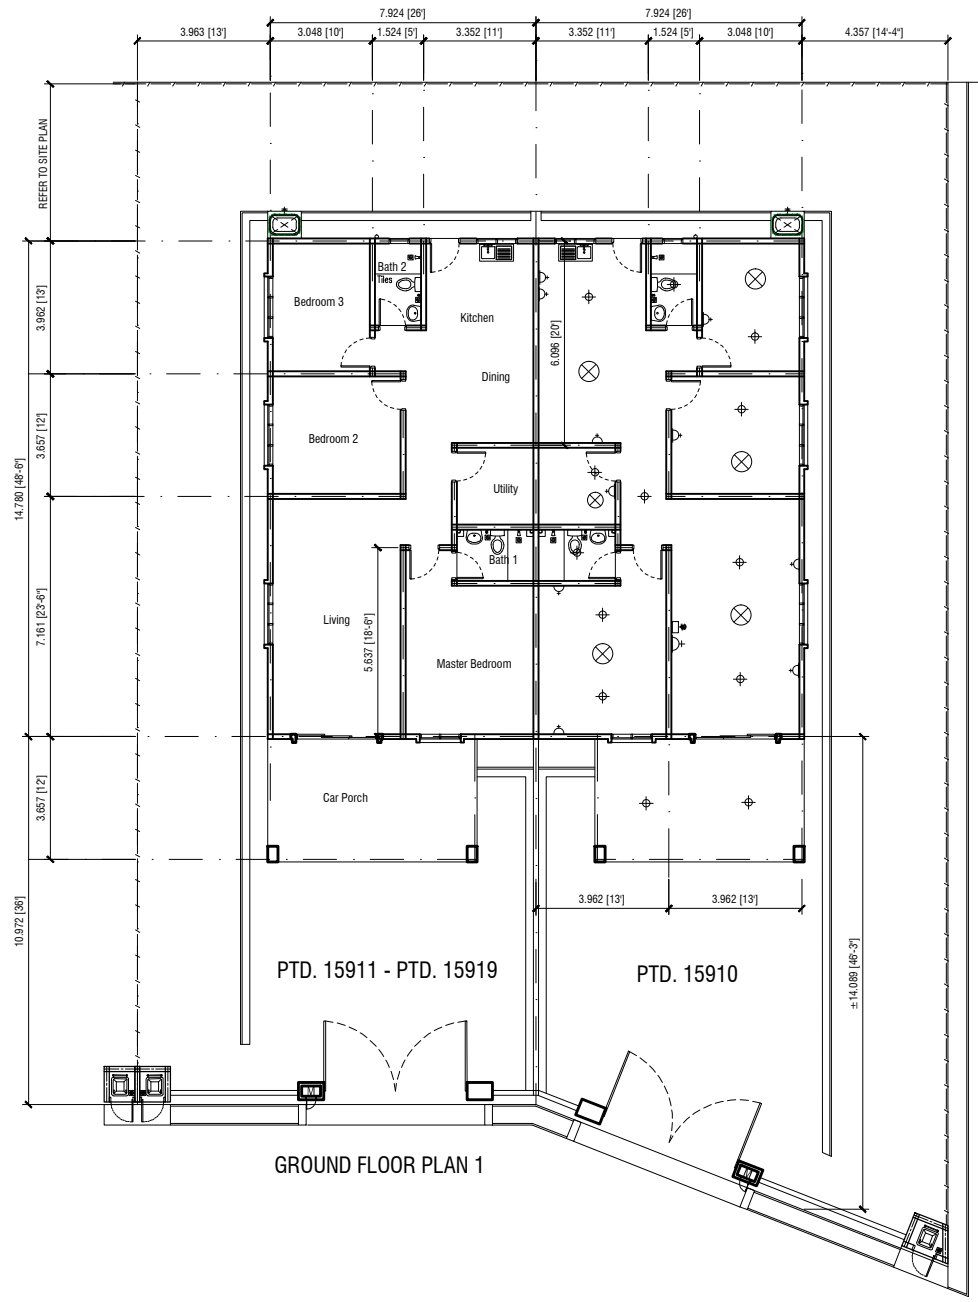 7.924 [26']
7.924 [26']
3.963 [13']
3.048 [10']
1.524 [5']
3.352 [11']
3.352 [11']
1.524 [5']
3.048 [10']
4.357 [14'-4"]
REFER TO SITE PLAN
3.962 [13']
3.657 [12']
14.780 [48'-6"]
7.161 [23'-6"]
3.657 [12']
10.972 [36']
Bath 2
Tiles
Bedroom 3
Kitchen
6.096 [20']
Dining
Bedroom 2
Utility
Bath 1
Living
5.637 [18'-6"]
Master Bedroom
Car Porch
3.962 [13']
3.962 [13']
±14.089 [46'-3"]
PTD. 15911 - PTD. 15919
PTD. 15910
GROUND FLOOR PLAN 1